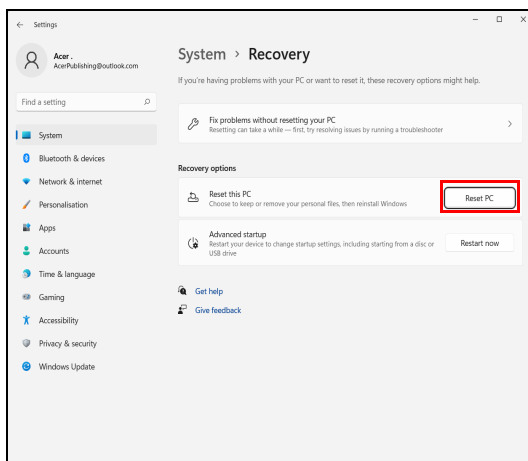 Settings
Acer .
AcerPublishing@outlook.com
Find a setting
System
Bluetooth & devices
Network & internet
Personalisation
Apps
Accounts
Time & language
Gaming
Accessibility
Privacy & security
Windows Update
System > Recovery
If you're having problems with your PC or want to reset it, these recovery options might help.
Fix problems without resetting your PC
Resetting can take a while — first, try resolving issues by running a troubleshooter
Recovery options
Reset this PC
Choose to keep or remove your personal files, then reinstall Windows
Reset PC
Advanced startup
Restart your device to change startup settings, including starting from a disc or
USB drive
Restart now
Get help
Give feedback